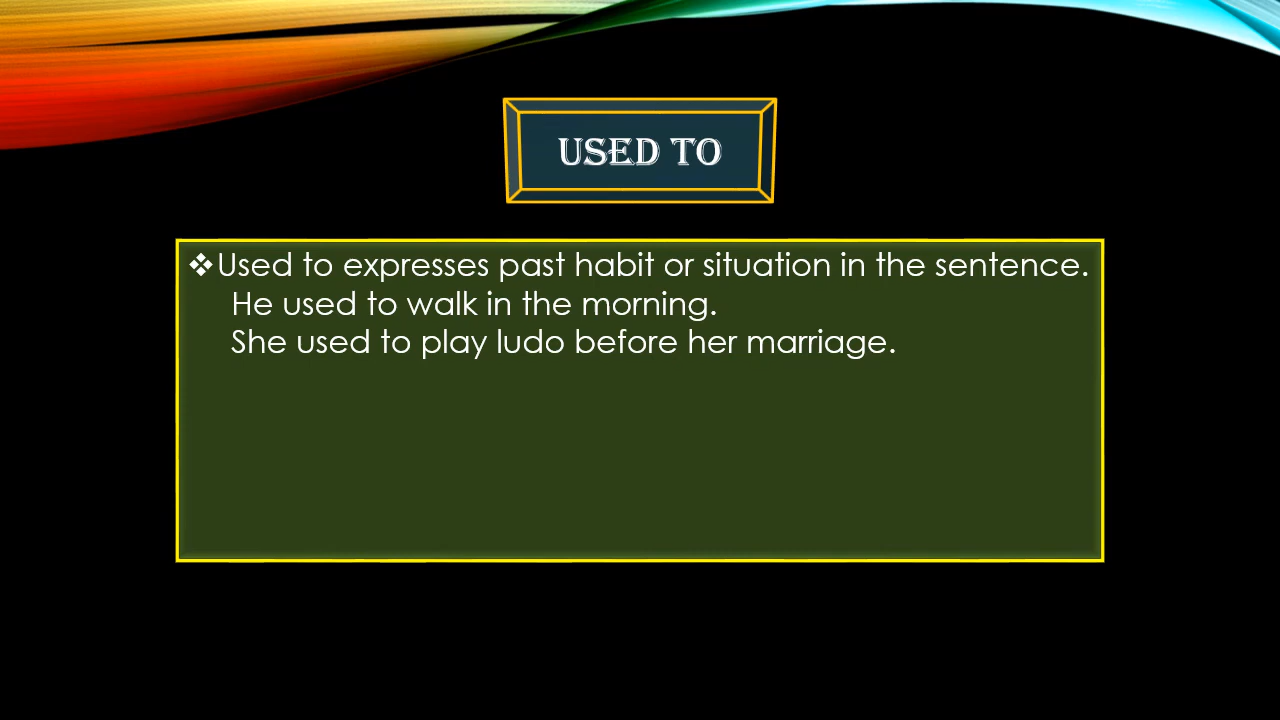 USED TO
❖Used to expresses past habit or situation in the sentence.
He used to walk in the morning.
She used to play ludo before her marriage.